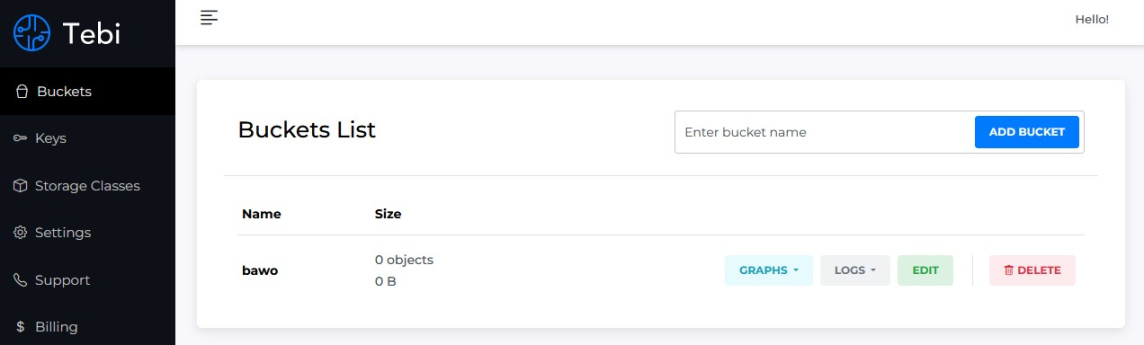 Tebi
Hello!
Buckets
Keys
Storage Classes
Settings
Support
$ Billing
Buckets List
Enter bucket name
ADD BUCKET
Name Size
bawo
0 objects
0 B
GRAPHS LOGS EDIT DELETE